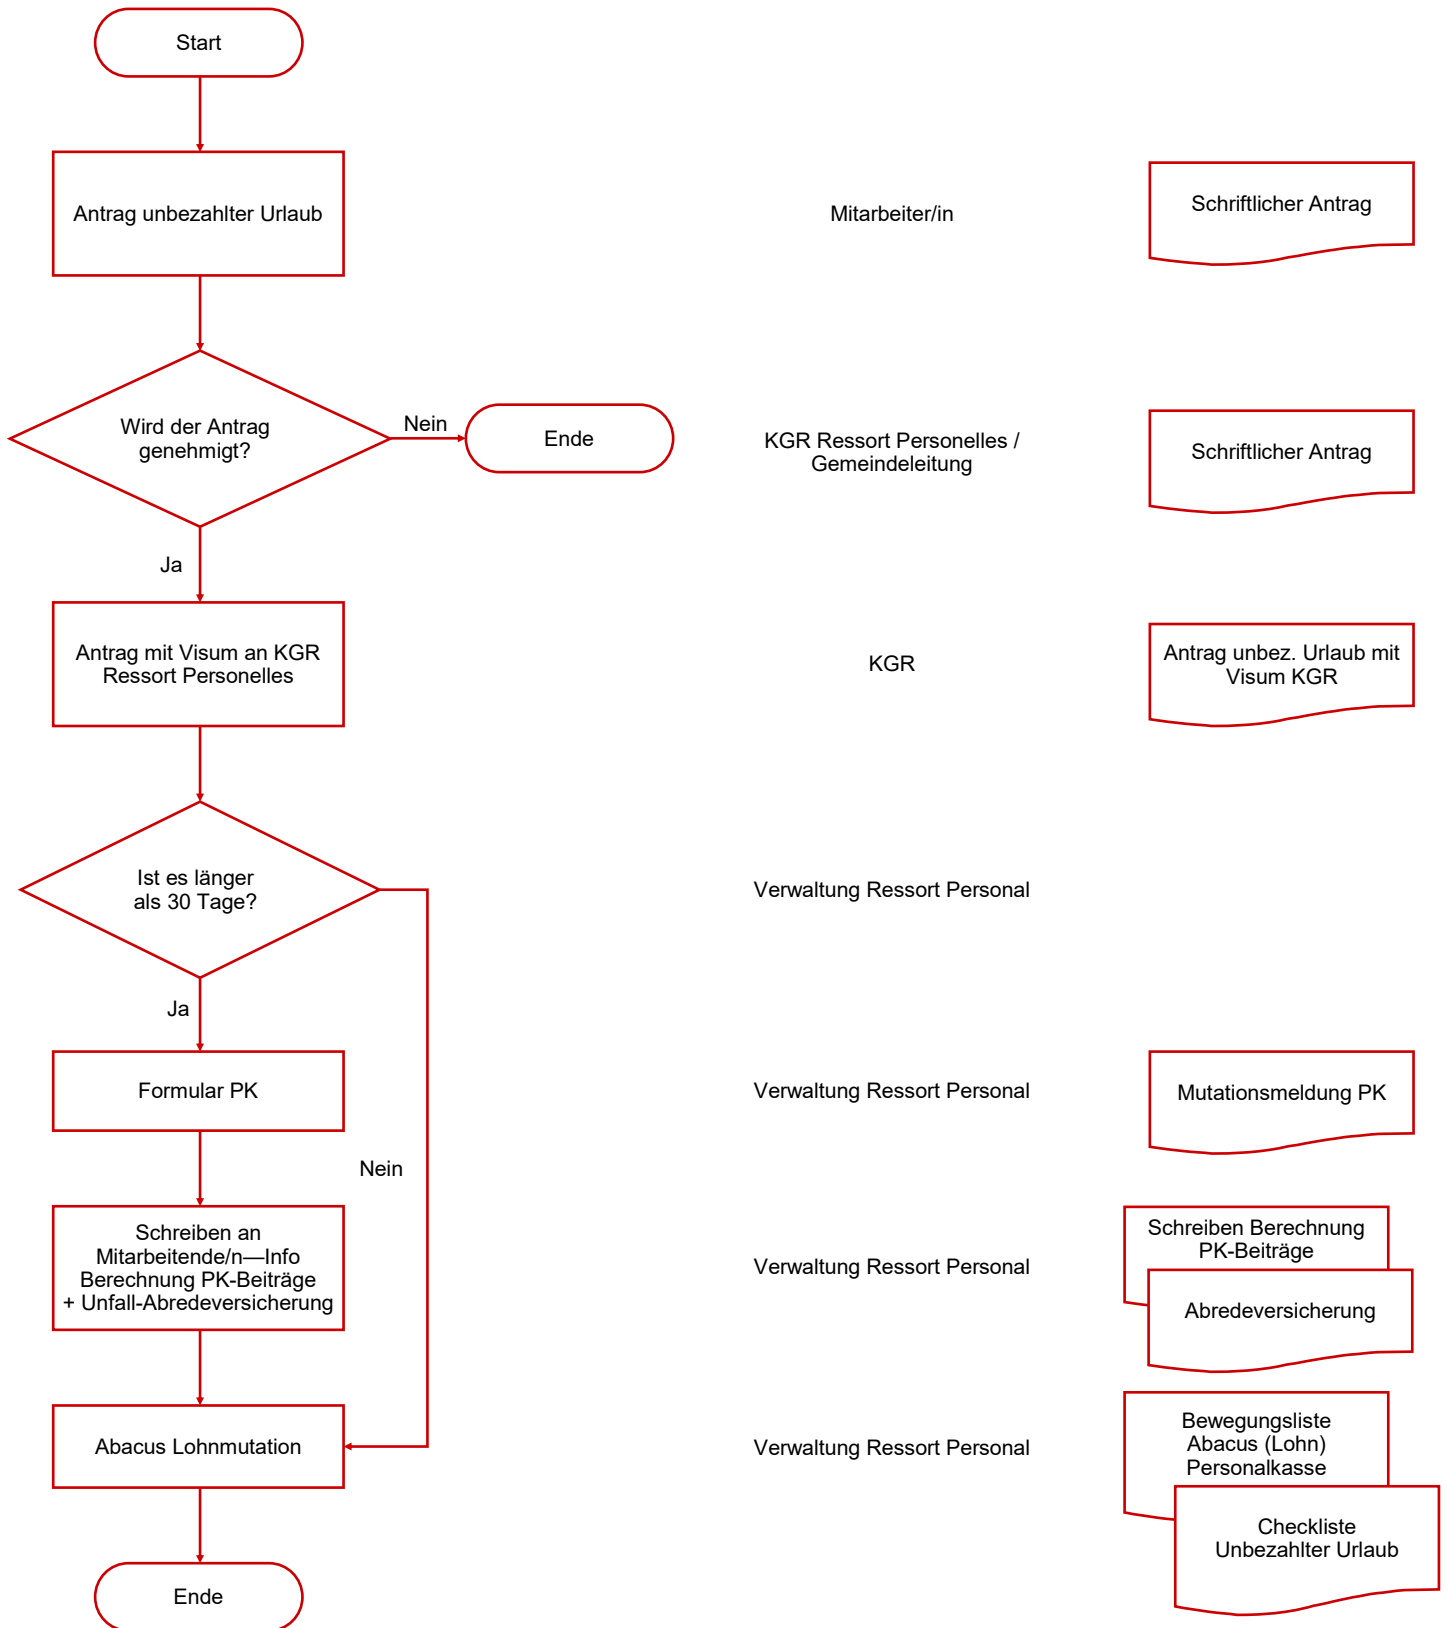 Start
Antrag unbezahlter Urlaub
Mitarbeiter/in
Schriftlicher Antrag
Wird der Antrag
genehmigt?
Nein
Ende
KGR Ressort Personelles /
Gemeindeleitung
Schriftlicher Antrag
Ja
Antrag mit Visum an KGR
Ressort Personelles
KGR
Antrag unbez. Urlaub mit
Visum KGR
Ist es länger
als 30 Tage?
Verwaltung Ressort Personal
Ja
Formular PK
Verwaltung Ressort Personal
Mutationsmeldung PK
Nein
Schreiben an
Mitarbeitende/n—Info
Berechnung PK-Beiträge
+ Unfall-Abredeversicherung
Verwaltung Ressort Personal
Schreiben Berechnung
PK-Beiträge
Abredeversicherung
Abacus Lohnmutation
Verwaltung Ressort Personal
Bewegungsliste
Abacus (Lohn)
Personalkasse
Checkliste
Unbezahlter Urlaub
Ende